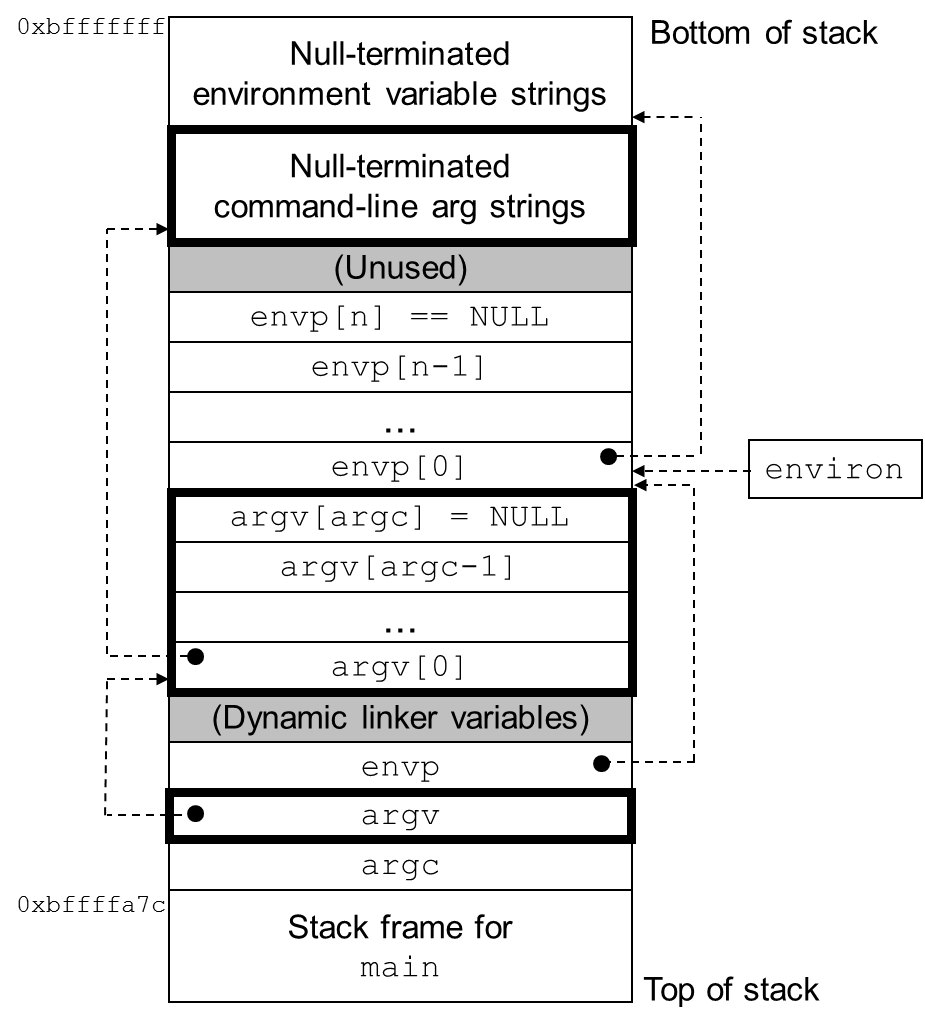 0xbfffffff
Bottom of stack
Null-terminated
environment variable strings
Null-terminated
command-line arg strings
(Unused)
envp[n] == NULL
envp[n-1]
...
envp[0]
environ
argv[argc] = NULL
argv[argc-1]
...
argv[0]
(Dynamic linker variables)
envp
argv
argc
0xbffffa7c
Stack frame for
main
Top of stack